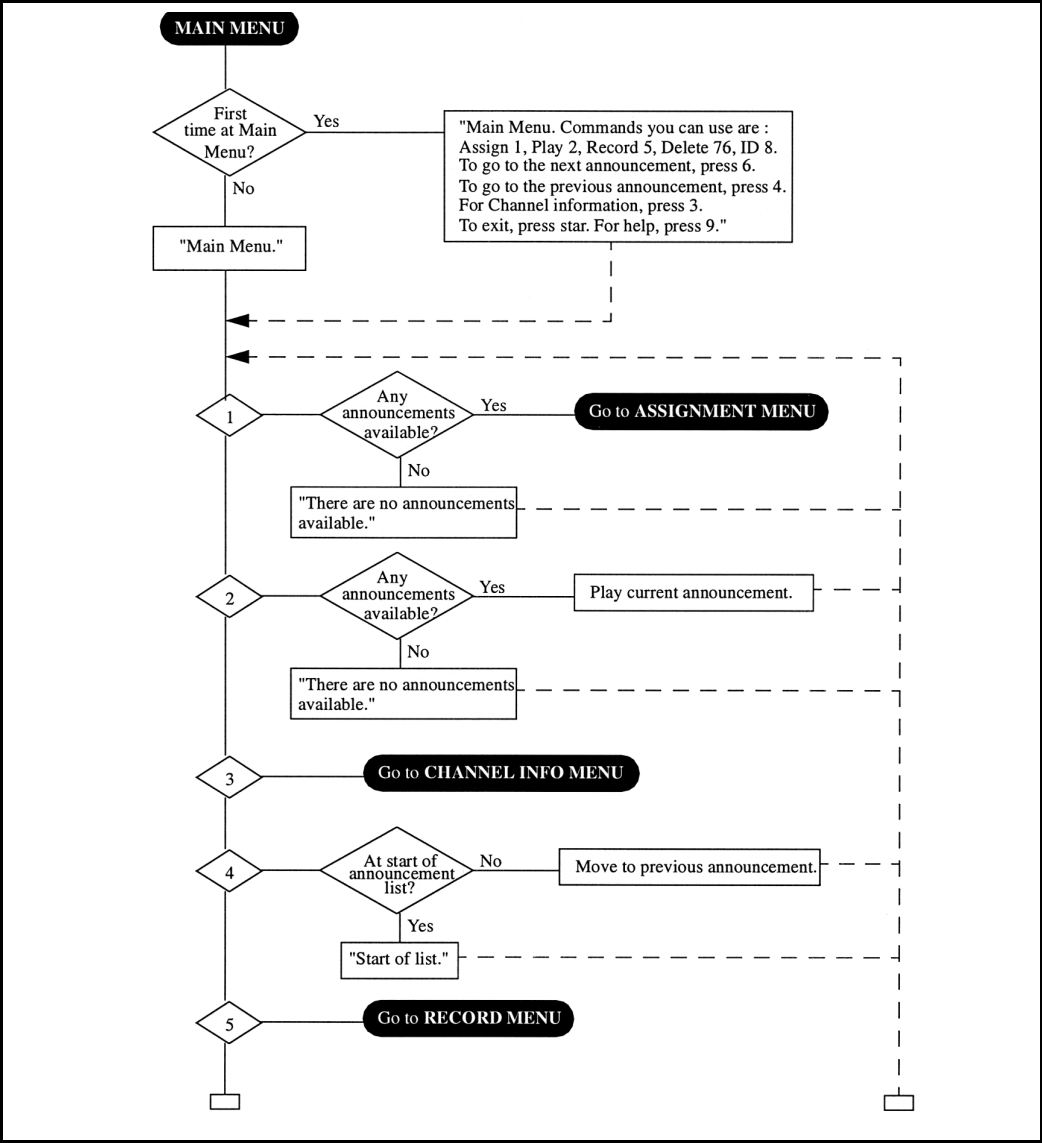 MAIN MENU
First
time at Main
Menu?
Yes
"Main Menu. Commands you can use are :
Assign 1, Play 2, Record 5, Delete 76, ID 8.
To go to the next announcement, press 6.
To go to the previous announcement, press 4.
For Channel information, press 3.
To exit, press star. For help, press 9."
No
"Main Menu."
1
Any
announcements
available?
Yes
Go to ASSIGNMENT MENU
No
"There are no announcements
available."
2
Any
announcements
available?
Yes
Play current announcement.
No
"There are no announcements
available."
3
Go to CHANNEL INFO MENU
4
At start of
announcement
list?
No
Move to previous announcement.
Yes
"Start of list."
5
Go to RECORD MENU